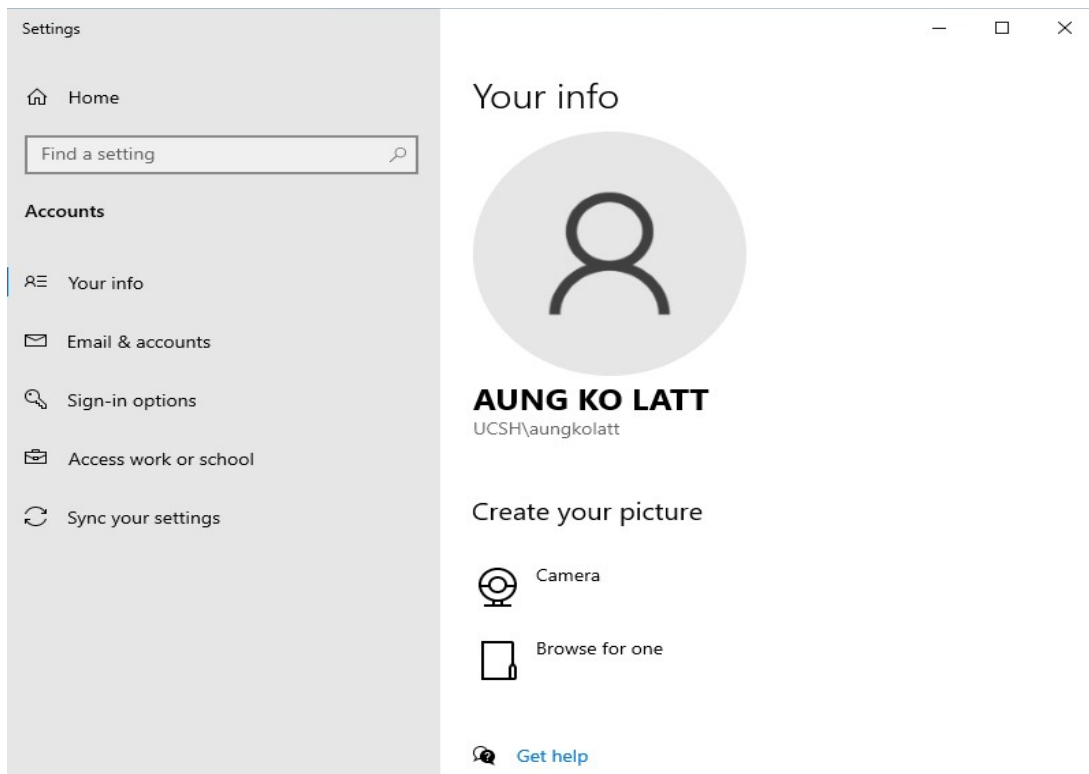 Settings
Home
Find a setting
Accounts
Your info
Email & accounts
Sign-in options
Access work or school
Sync your settings
Your info
AUNG KO LATT
UCSH\aungkolatt
Create your picture
Camera
Browse for one
Get help